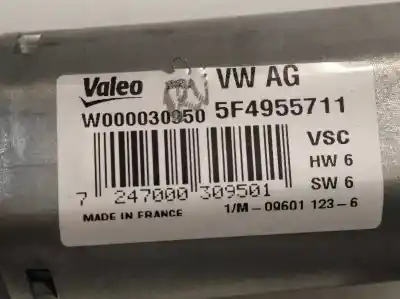 Valeo VW AG
W000030950 5F4955711
VSC
HW 6
SW 6
7 247000 309501
MADE IN FRANCE 1/M-09601 123-6